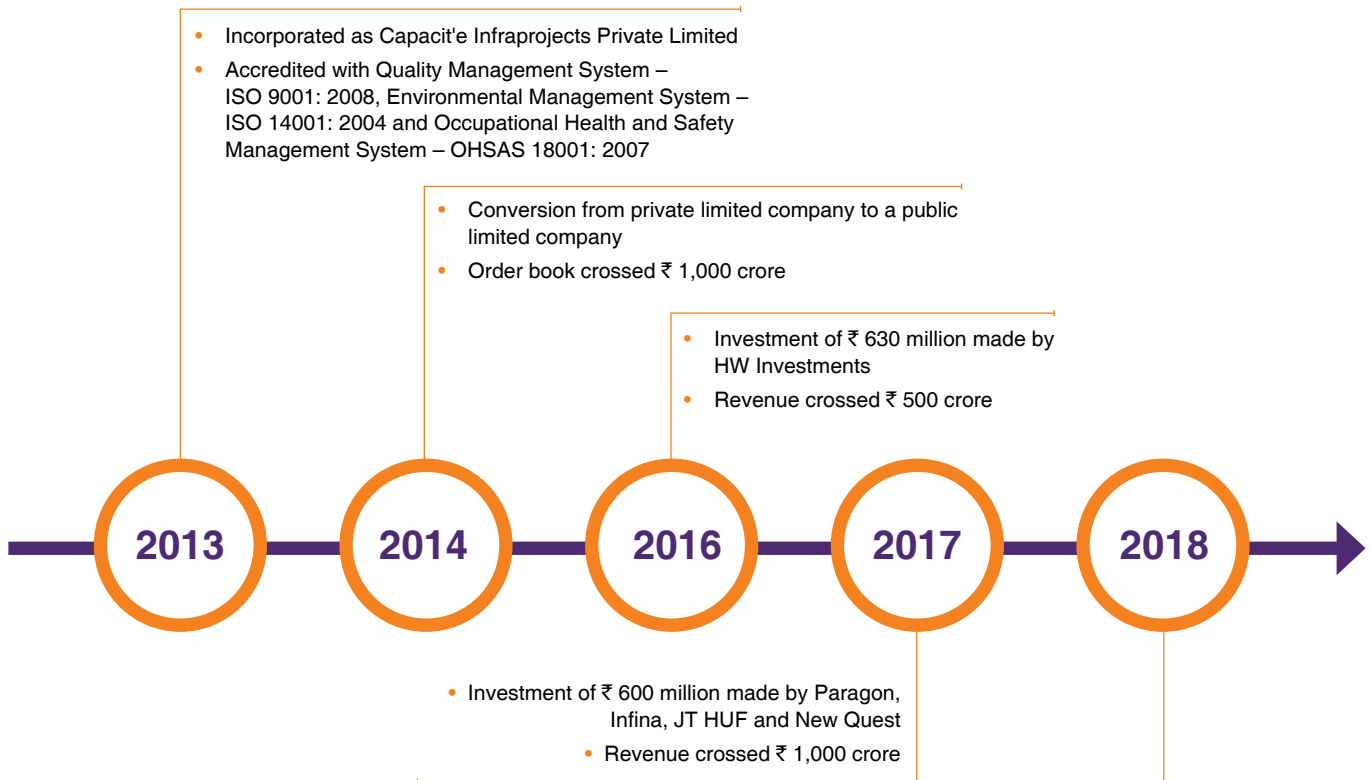 • Incorporated as Capacit'e Infraprojects Private Limited
• Accredited with Quality Management System –
ISO 9001: 2008, Environmental Management System –
ISO 14001: 2004 and Occupational Health and Safety
Management System – OHSAS 18001: 2007
• Conversion from private limited company to a public
limited company
• Order book crossed ₹ 1,000 crore
• Investment of ₹ 630 million made by
HW Investments
• Revenue crossed ₹ 500 crore
2013
2014
2016
2017
2018
• Investment of ₹ 600 million made by Paragon,
Infina, JT HUF and New Quest
• Revenue crossed ₹ 1,000 crore